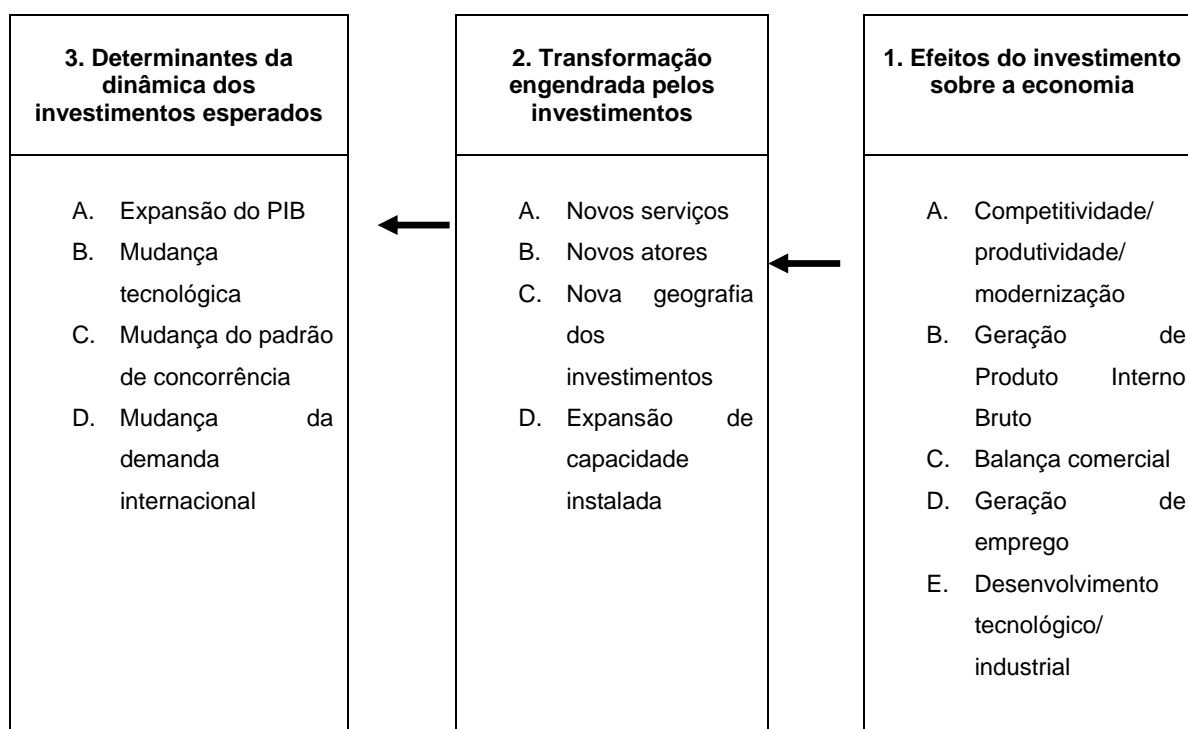 3. Determinantes da
dinâmica dos
investimentos esperados
A. Expansão do PIB
B. Mudança
tecnológica
C. Mudança do padrão
de concorrência
D. Mudança da
demanda
internacional
2. Transformação
engendrada pelos
investimentos
A. Novos serviços
B. Novos atores
C. Nova geografia
dos
investimentos
D. Expansão de
capacidade
instalada
1. Efeitos do investimento
sobre a economia
A. Competitividade/
produtividade/
modernização
B. Geração de
Produto Interno
Bruto
C. Balança comercial
D. Geração de
emprego
E. Desenvolvimento
tecnológico/
industrial